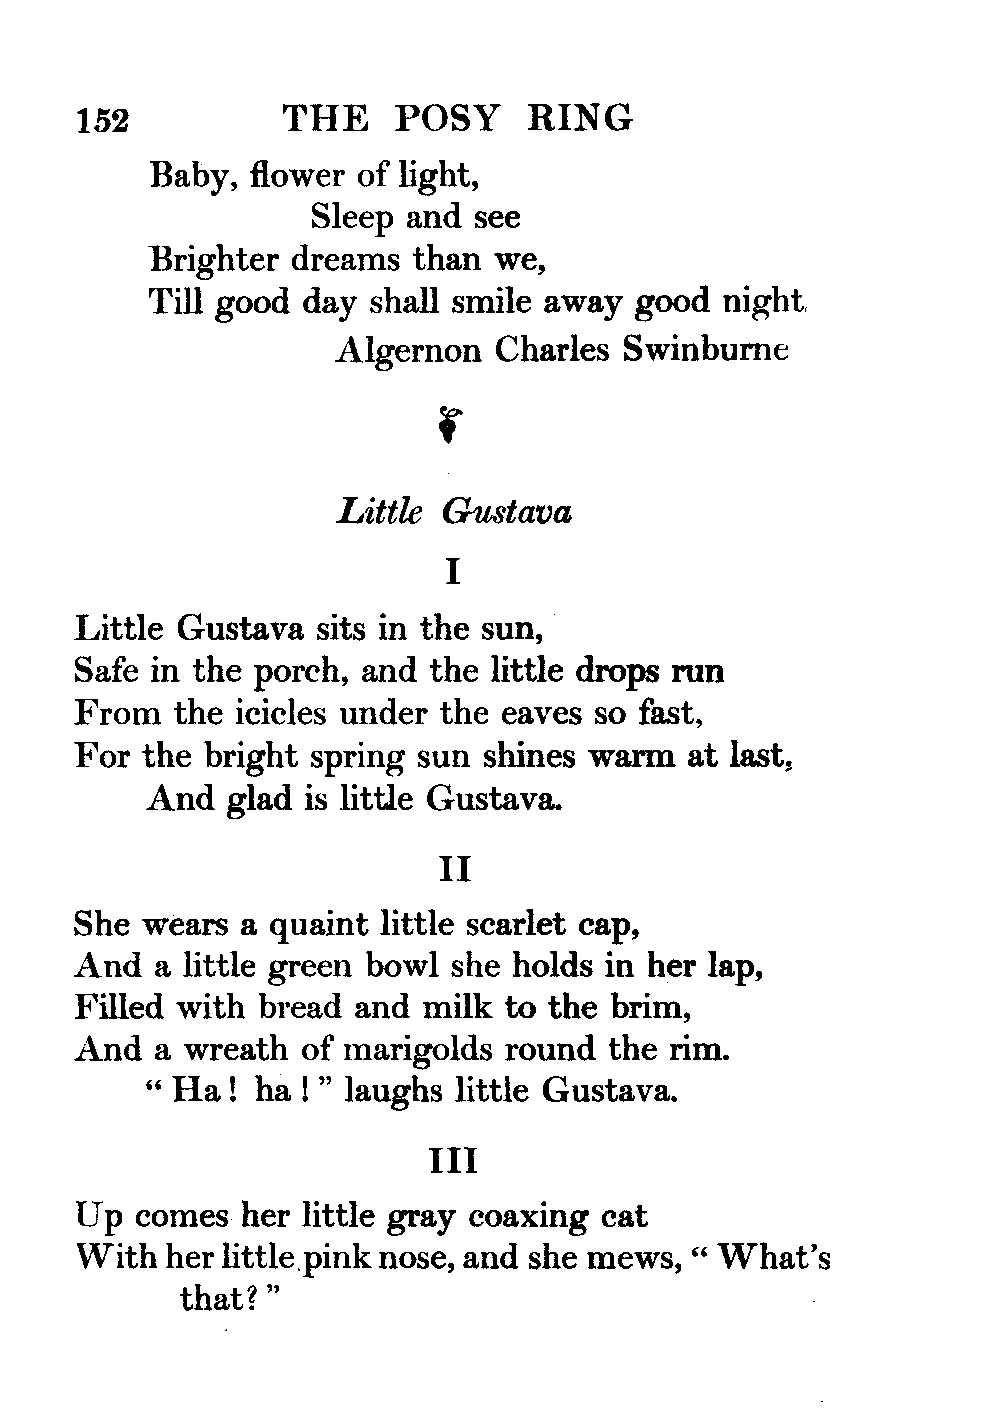 152 THE POSY RING
Baby, flower of light,
Sleep and see
Brighter dreams than we,
Till good day shall smile away good night.
Algernon Charles Swinburne
Little Gustava
I
Little Gustava sits in the sun,
Safe in the porch, and the little drops run
From the icicles under the eaves so fast,
For the bright spring sun shines warm at last,
And glad is little Gustava.
II
She wears a quaint little scarlet cap,
And a little green bowl she holds in her lap,
Filled with bread and milk to the brim,
And a wreath of marigolds round the rim.
“ Ha! ha!” laughs little Gustava.
III
Up comes her little gray coaxing cat
With her little pink nose, and she mews, “ What’s
that?”